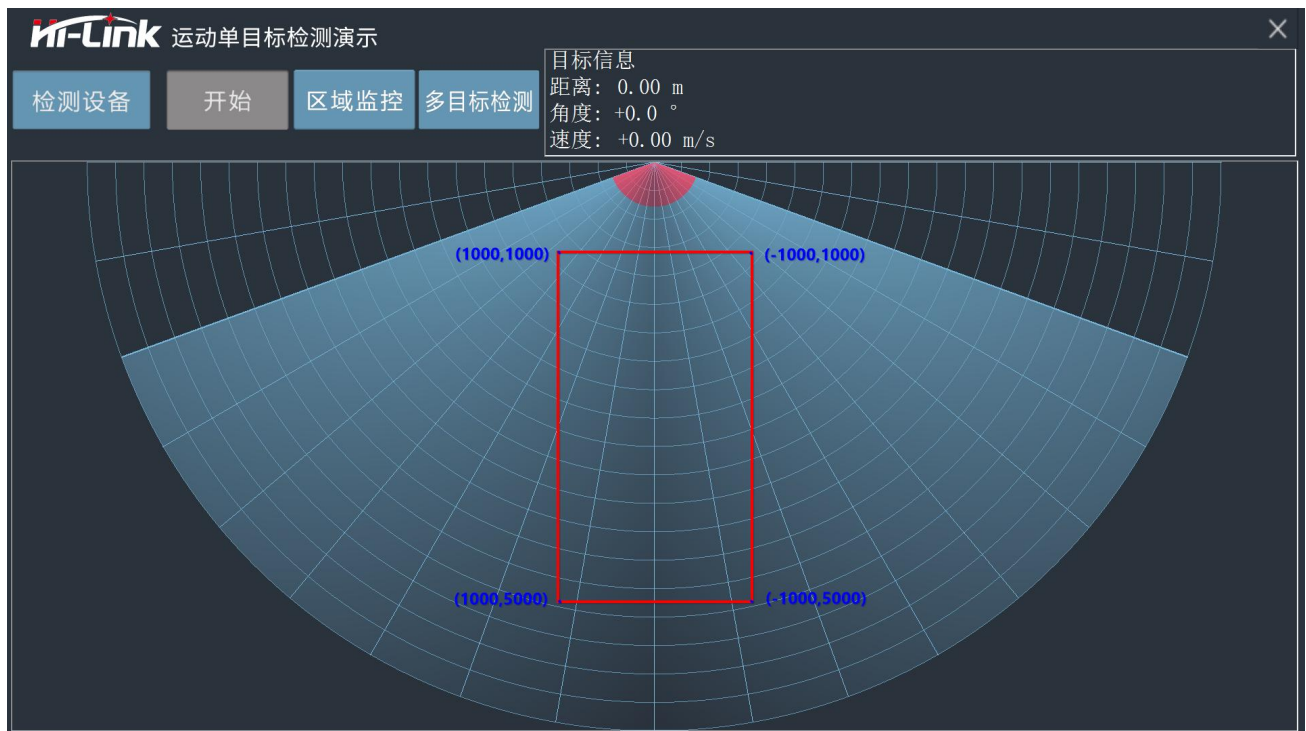 Hi-Link 运动单目标检测演示
检测设备
开始
区域监控
多目标检测
目标信息
距离: 0.00 m
角度: +0.0 °
速度: +0.00 m/s
(1000,1000)
(-1000,1000)
(1000,5000)
(-1000,5000)